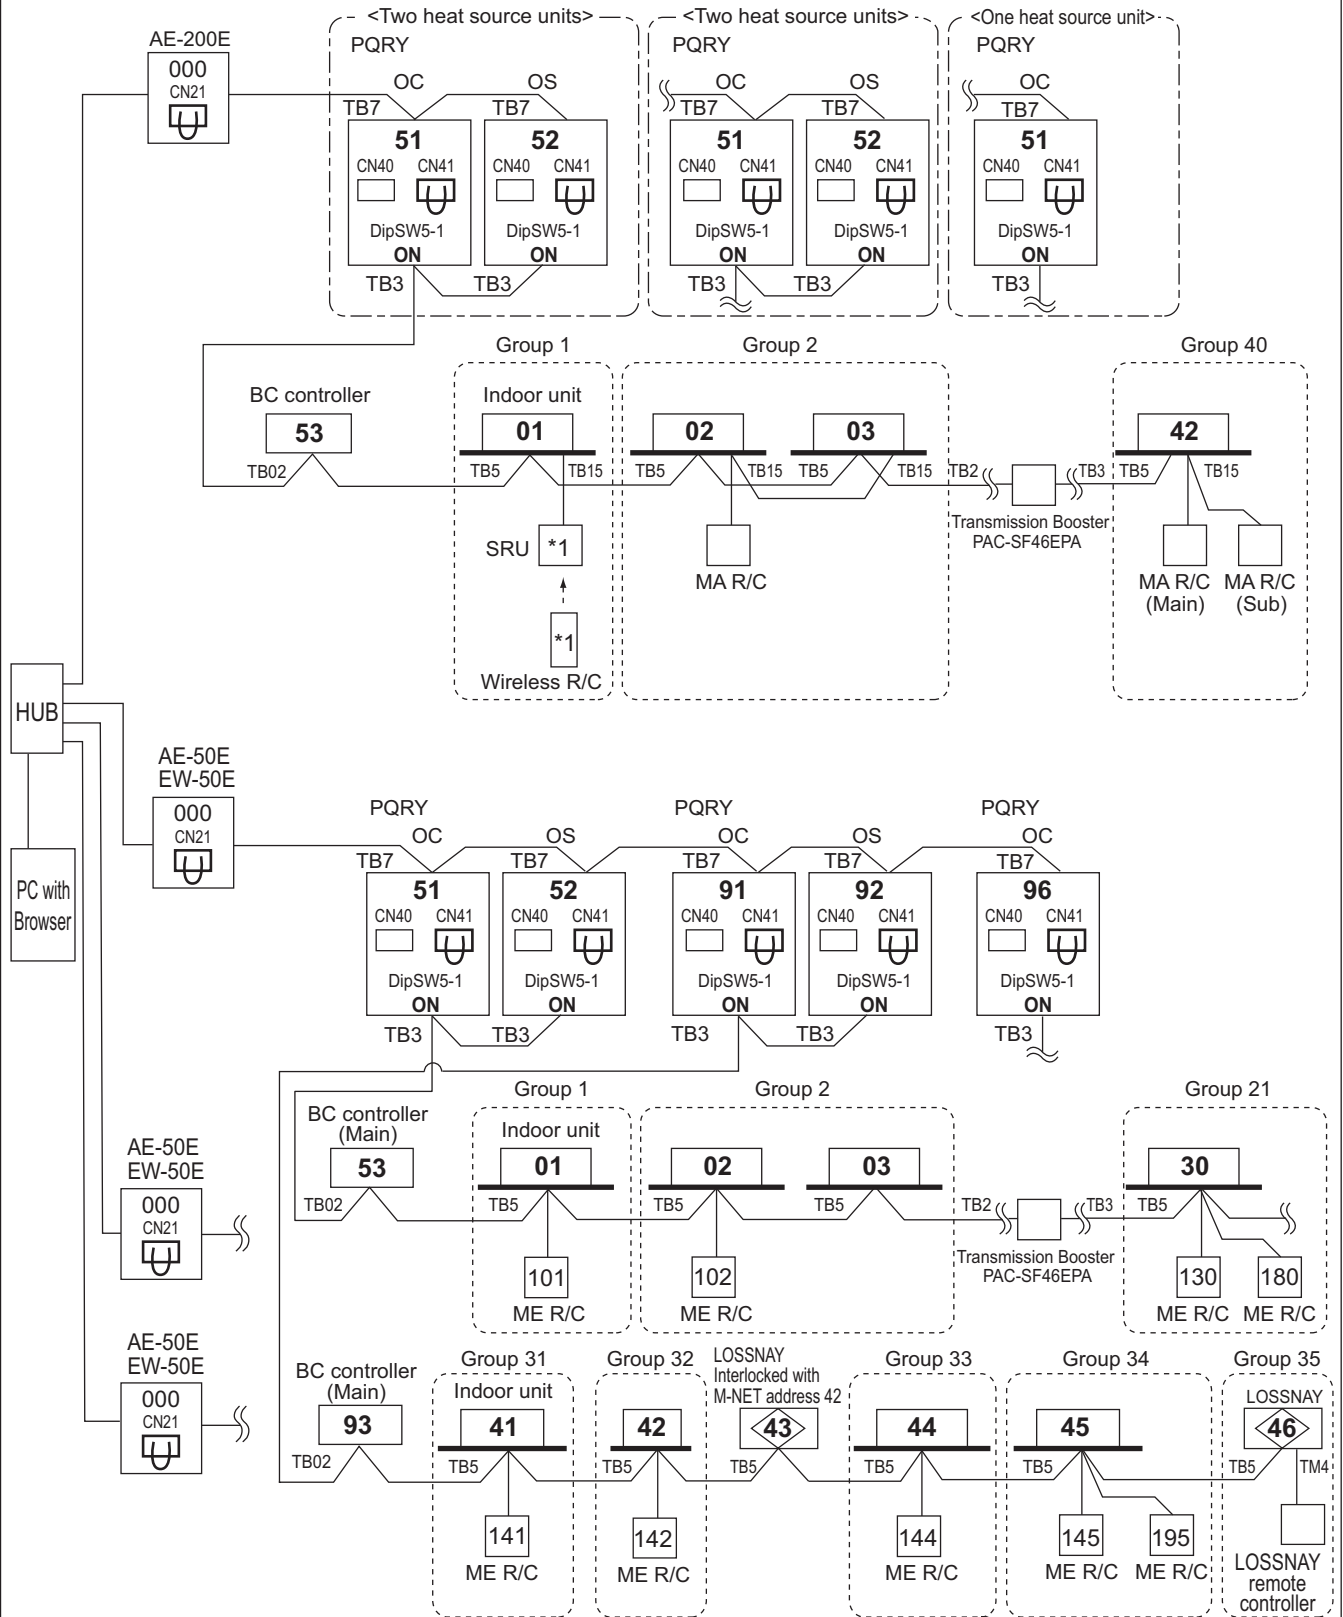 <Two heat source units>
<Two heat source units>
<One heat source unit>
AE-200E
PQRY
PQRY
PQRY
000
CN21
OC
OS
OC
OS
OC
TB7
TB7
TB7
TB7
TB7
51
52
51
52
51
CN40
CN41
CN40
CN41
CN40
CN41
CN40
CN41
CN40
CN41
DipSW5-1
DipSW5-1
DipSW5-1
DipSW5-1
DipSW5-1
ON
ON
ON
ON
ON
TB3
TB3
TB3
TB3
TB3
Group 1
Group 2
Group 40
BC controller
Indoor unit
53
01
02
03
42
TB02
TB5
TB15
TB5
TB15
TB5
TB15
TB2
TB3
TB5
TB15
Transmission Booster
PAC-SF46EPA
SRU
*1
MA R/C
MA R/C
(Main)
MA R/C
(Sub)
*1
Wireless R/C
HUB
PC with
Browser
AE-50E
EW-50E
000
CN21
PQRY
PQRY
PQRY
OC
OS
OC
OS
OC
TB7
TB7
TB7
TB7
TB7
51
52
91
92
96
CN40
CN41
CN40
CN41
CN40
CN41
CN40
CN41
CN40
CN41
DipSW5-1
DipSW5-1
DipSW5-1
DipSW5-1
DipSW5-1
ON
ON
ON
ON
ON
TB3
TB3
TB3
TB3
TB3
Group 1
Group 2
Group 21
BC controller
(Main)
Indoor unit
53
01
02
03
30
TB02
TB5
TB5
TB5
TB2
TB3
TB5
Transmission Booster
PAC-SF46EPA
101
102
130
180
ME R/C
ME R/C
ME R/C
ME R/C
AE-50E
EW-50E
000
CN21
AE-50E
EW-50E
000
CN21
Group 31
Group 32
LOSSNAY
Interlocked with
M-NET address 42
Group 33
Group 34
Group 35
BC controller
(Main)
Indoor unit
LOSSNAY
93
41
42
43
44
45
46
TB02
TB5
TB5
TB5
TB5
TB5
TB5
TM4
141
142
144
145
195
ME R/C
ME R/C
ME R/C
ME R/C
ME R/C
LOSSNAY
remote
controller